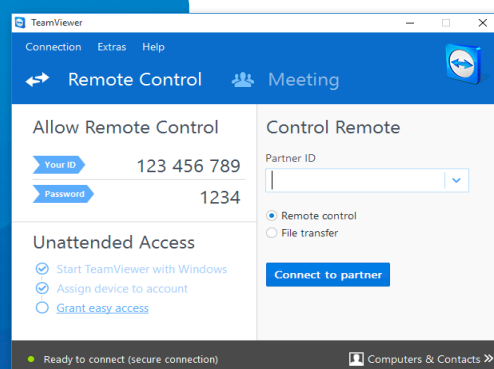 TeamViewer
Connection Extras Help
Remote Control
Meeting
Allow Remote Control
Your ID 123 456 789
Password 1234
Unattended Access
Start TeamViewer with Windows
Assign device to account
Grant easy access
Control Remote
Partner ID
Remote control
File transfer
Connect to partner
Ready to connect (secure connection)
Computers & Contacts